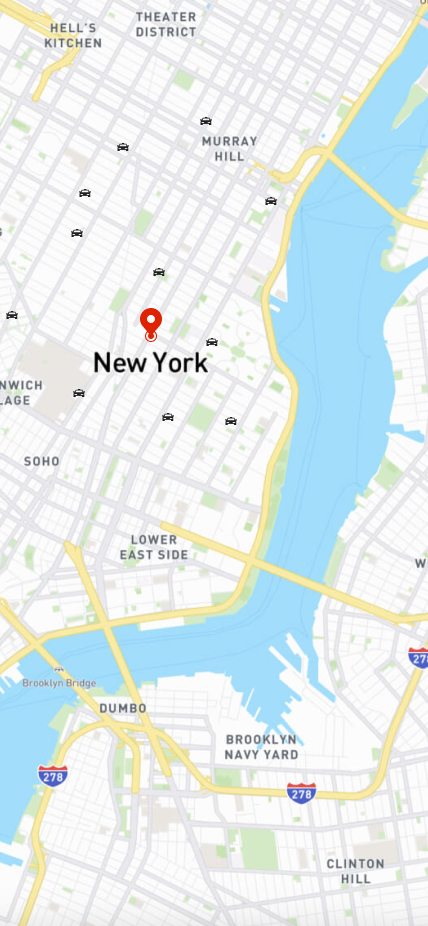 THEATER
DISTRICT
HELL'S
KITCHEN
MURRAY
HILL
New York
NWICH
LAGE
SOHO
LOWER
EAST SIDE
W
278
Brooklyn Bridge
DUMBO
BROOKLYN
NAVY YARD
278
278
CLINTON
HILL